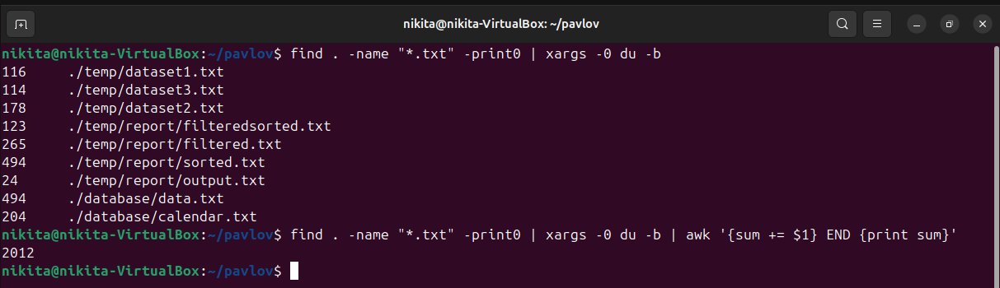 nikita@nikita-VirtualBox: ~/pavlov
nikita@nikita-VirtualBox:~/pavlov$ find . -name "*.txt" -print0 | xargs -0 du -b
116     ./temp/dataset1.txt
114     ./temp/dataset3.txt
178     ./temp/dataset2.txt
123     ./temp/report/filteredsorted.txt
265     ./temp/report/filtered.txt
494     ./temp/report/sorted.txt
24      ./temp/report/output.txt
494     ./database/data.txt
204     ./database/calendar.txt
nikita@nikita-VirtualBox:~/pavlov$ find . -name "*.txt" -print0 | xargs -0 du -b | awk '{sum += $1} END {print sum}'
2012
nikita@nikita-VirtualBox:~/pavlov$